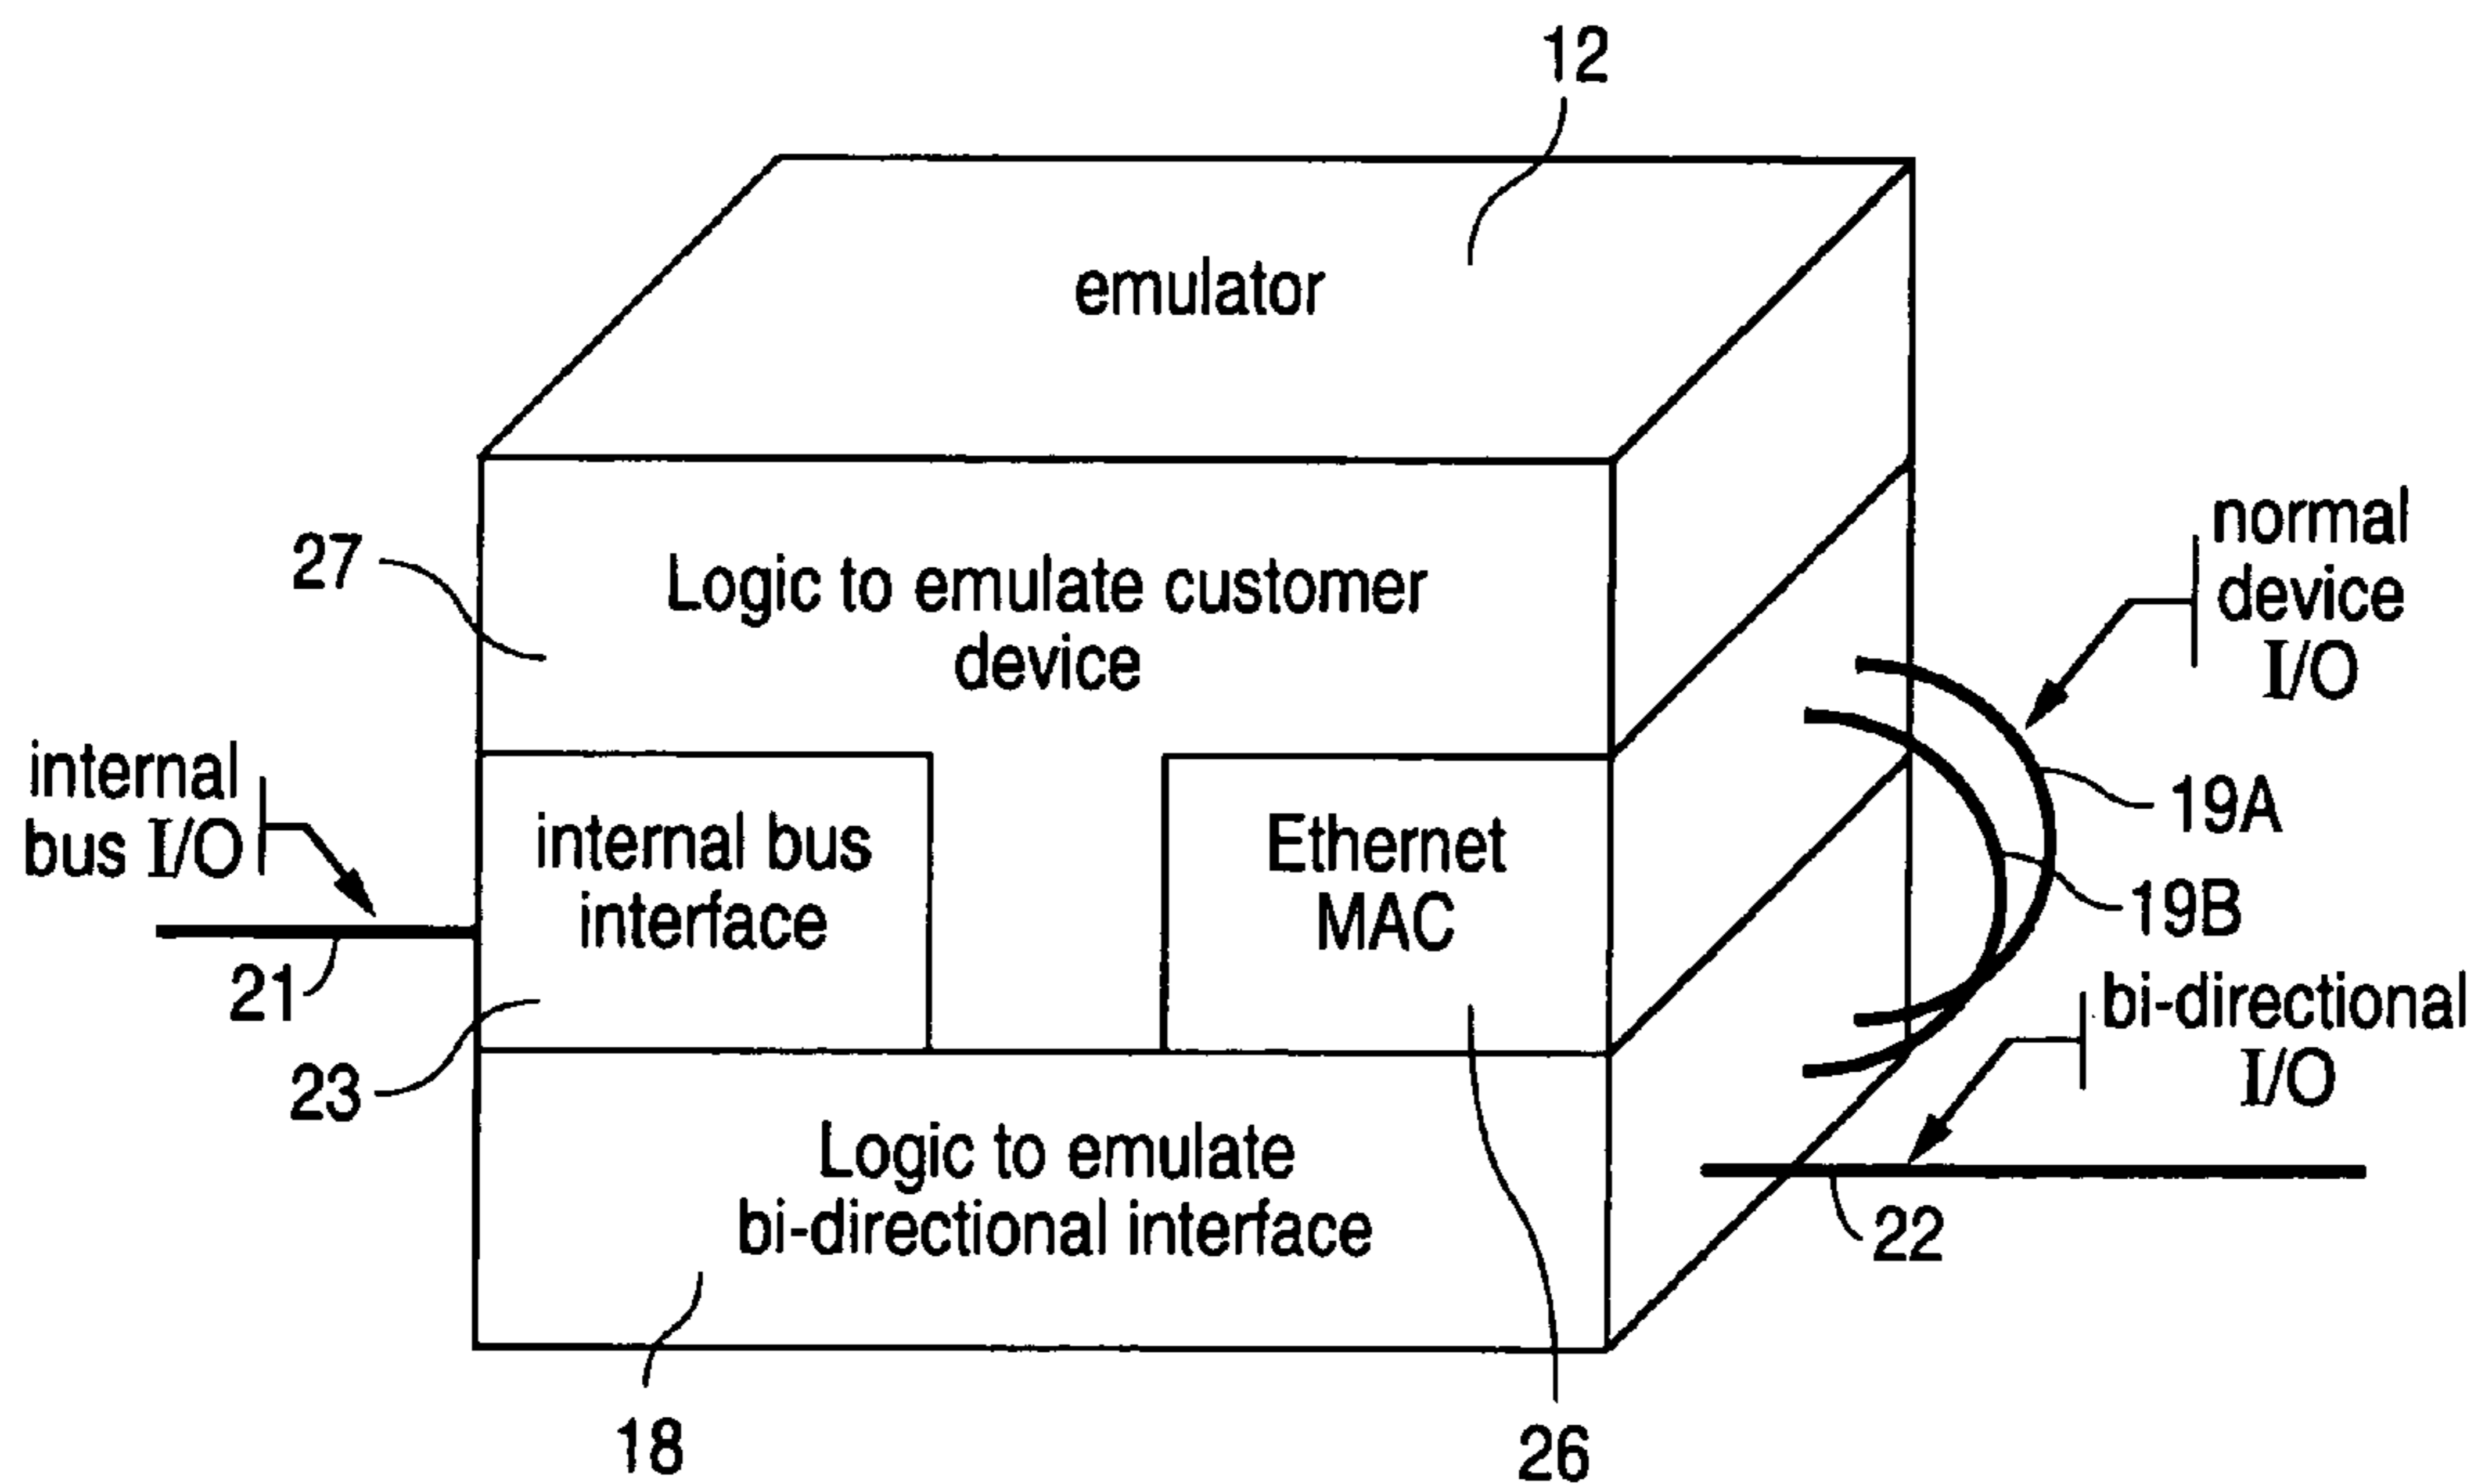 12
emulator
27
Logic to emulate customer
device
normal
device
I/O
internal
bus I/O
internal bus
interface
Ethernet
MAC
19A
19B
21
23
bi-directional
I/O
Logic to emulate
bi-directional interface
22
18
26